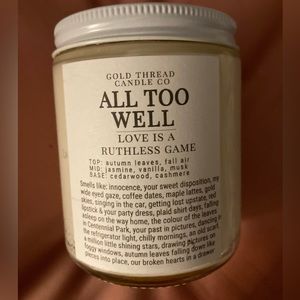 GOLD THREAD
CANDLE CO
ALL TOO
WELL
LOVE IS A
RUTHLESS GAME
TOP: autumn leaves, fall air
MID: jasmine, vanilla, musk
BASE: cedarwood, cashmere
Smells like: innocence, your sweet disposition, my
wide eyed gaze, coffee dates, maple lattes, gold
skies, singing in the car, getting lost upstate, red
lipstick & your party dress, plaid shirt days, falling
asleep on the way home, the colour of the leaves
in Centennial Park, your past in pictures, dancing in
the refrigerator light, chilly mornings, an old scarf,
a million little shining stars, drawing pictures on
foggy windows, autumn leaves falling down like
pieces into place, our broken hearts in a drawer